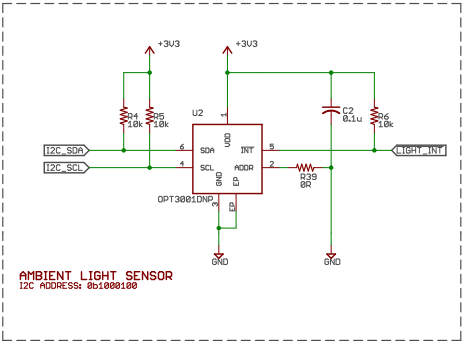 +3V3
+3V3
R4
10k
R5
10k
U2
1
VDD
C2
0.1u
R6
10k
I2C_SDA
6
SDA
INT
5
LIGHT_INT
I2C_SCL
4
SCL
ADDR
2
GND
EP
R39
0R
OPT3001DNP
3
EP
GND
GND
AMBIENT LIGHT SENSOR
I2C ADDRESS: 0b1000100